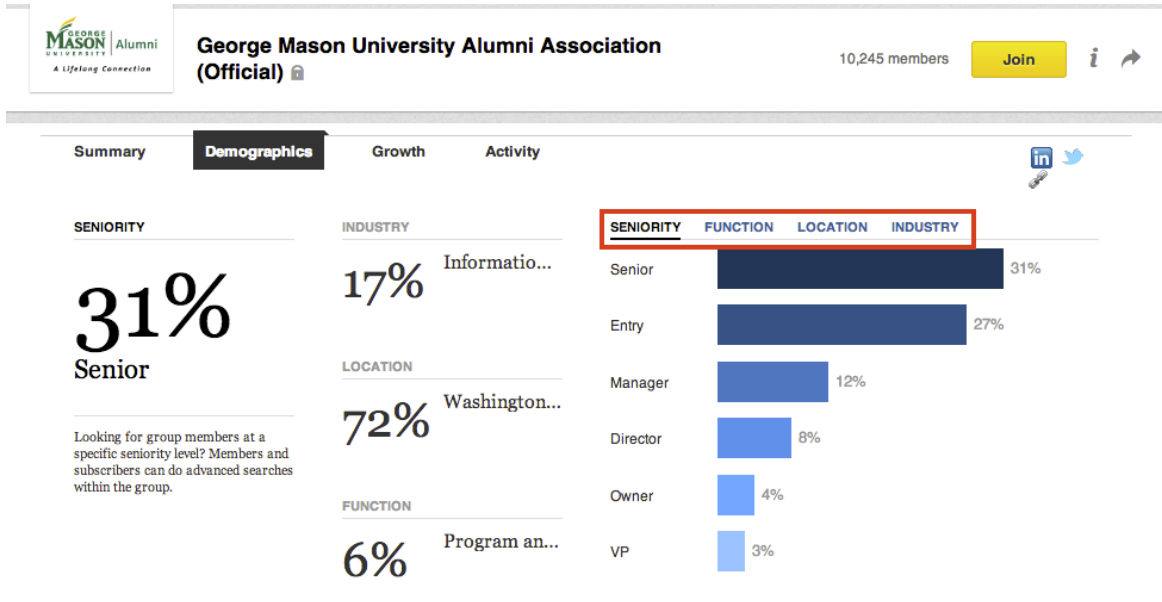 GEORGE
MASON
UNIVERSITY
Alumni
A Lifelong Connection
George Mason University Alumni Association
(Official)
10,245 members
Join
i
Summary
Demographics
Growth
Activity
in
SENIORITY
31%
Senior
Looking for group members at a
specific seniority level? Members and
subscribers can do advanced searches
within the group.
INDUSTRY
17% Informatio...
LOCATION
72% Washington...
FUNCTION
6% Program an...
SENIORITY FUNCTION LOCATION INDUSTRY
Senior 31%
Entry 27%
Manager 12%
Director 8%
Owner 4%
VP 3%